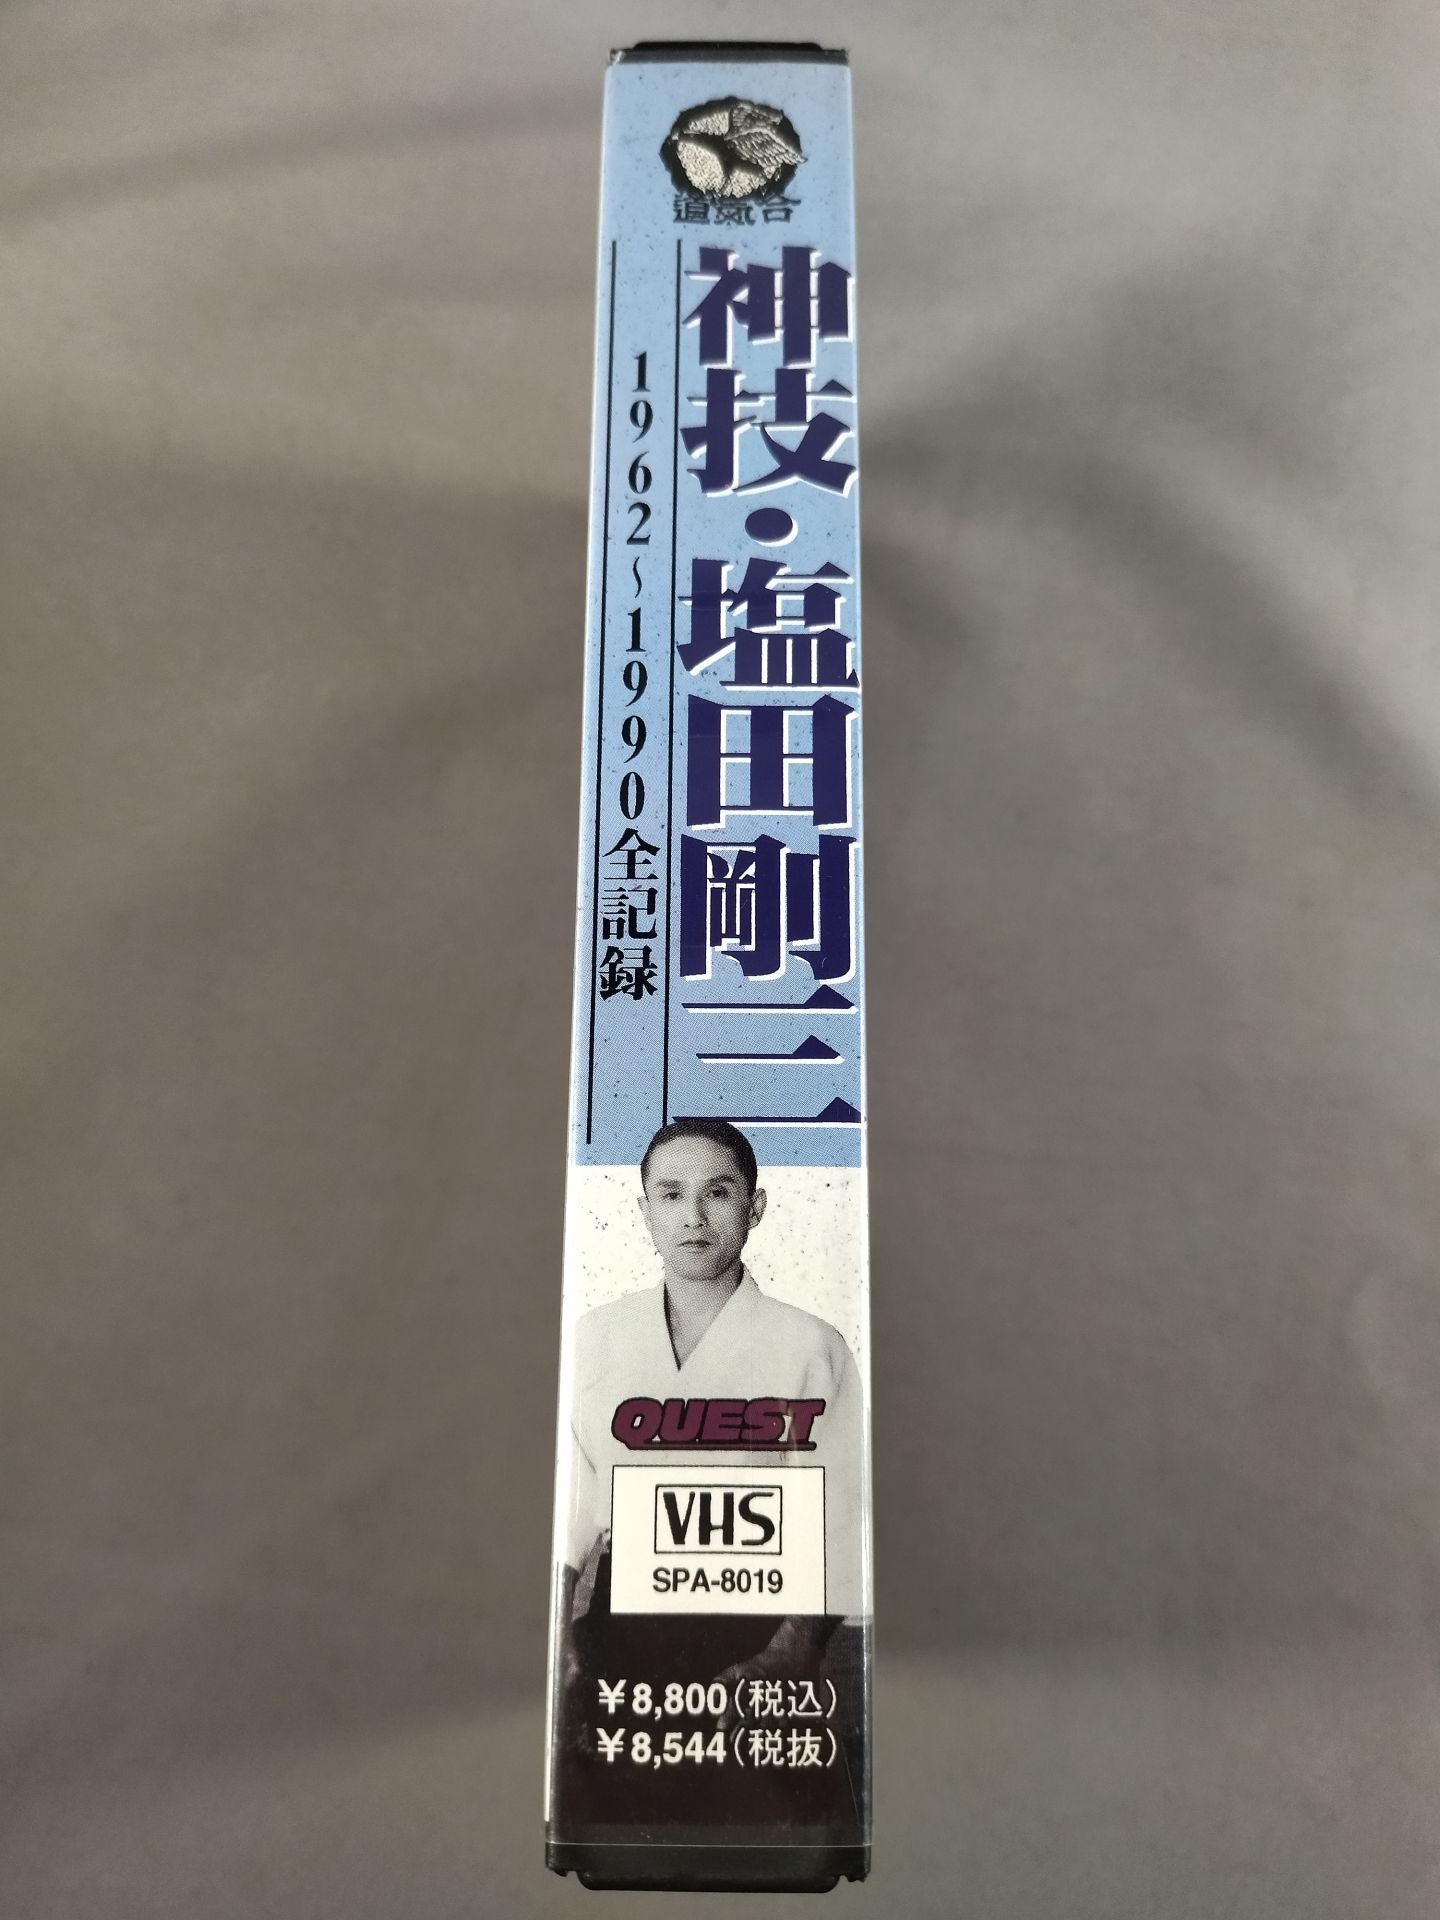 道氣合
神技・塩田剛三
1962〜1990全記録
QUEST
VHS
SPA-8019
￥8,800（税込）
￥8,544（税抜）